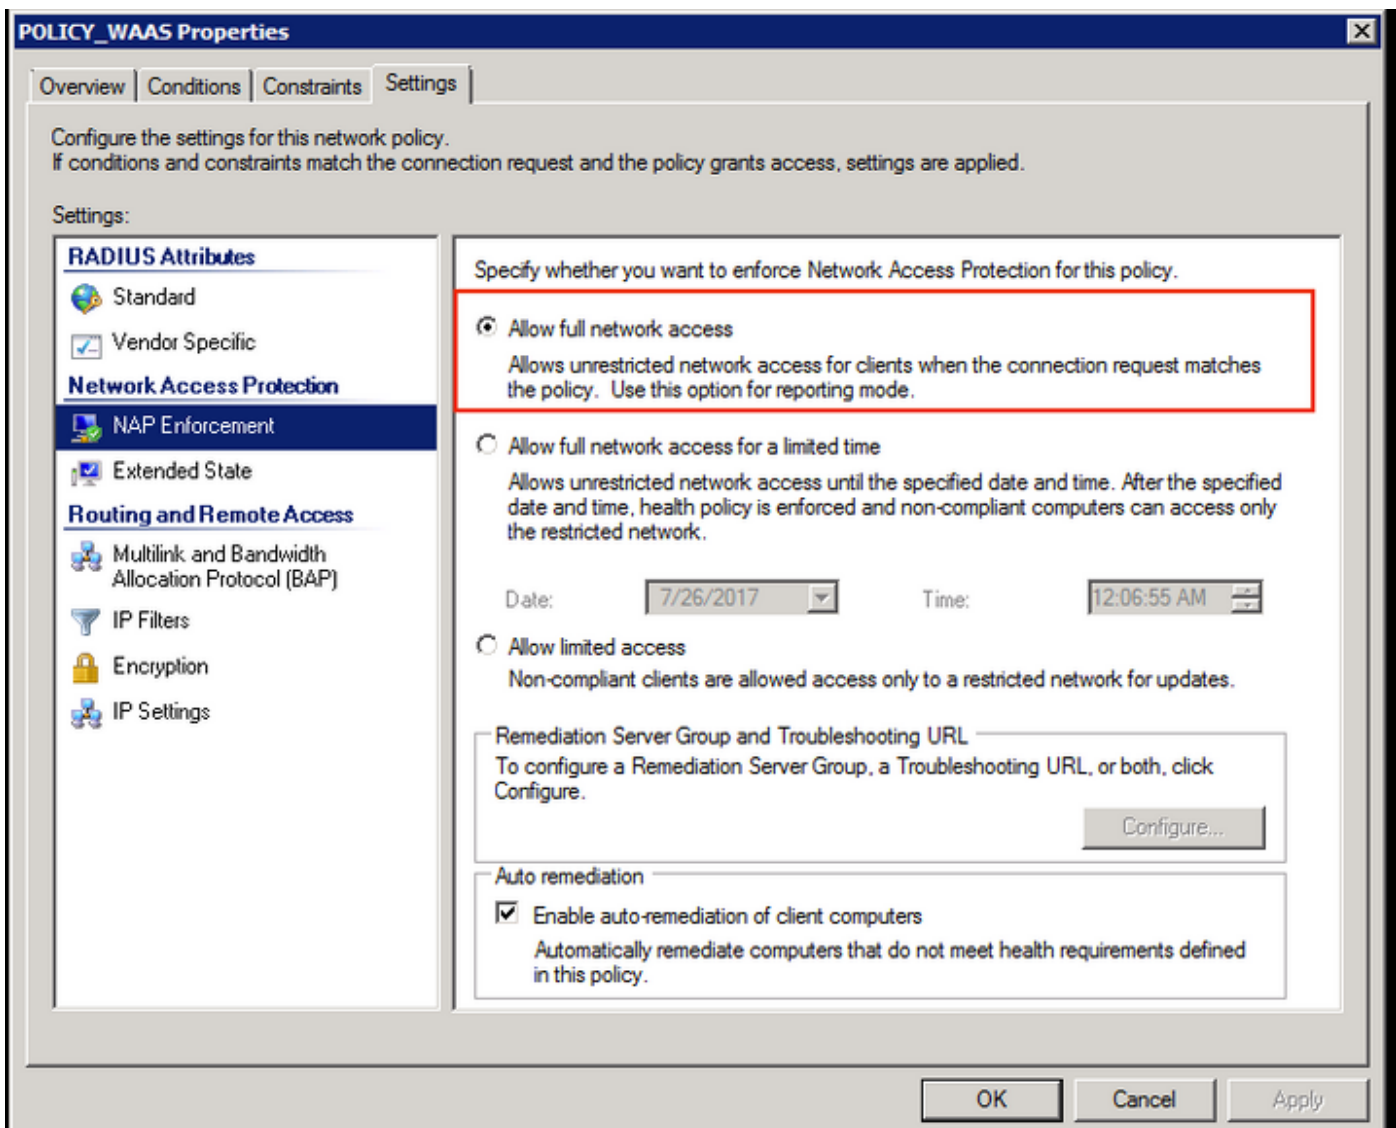 POLICY_WAAS Properties
Overview
Conditions
Constraints
Settings
Configure the settings for this network policy.
If conditions and constraints match the connection request and the policy grants access, settings are applied.
Settings:
RADIUS Attributes
Standard
Vendor Specific
Network Access Protection
NAP Enforcement
Extended State
Routing and Remote Access
Multilink and Bandwidth
Allocation Protocol (BAP)
IP Filters
Encryption
IP Settings
Specify whether you want to enforce Network Access Protection for this policy.
Allow full network access
Allows unrestricted network access for clients when the connection request matches
the policy. Use this option for reporting mode.
Allow full network access for a limited time
Allows unrestricted network access until the specified date and time. After the specified
date and time, health policy is enforced and non-compliant computers can access only
the restricted network.
Date: 7/26/2017 Time: 12:06:55 AM
Allow limited access
Non-compliant clients are allowed access only to a restricted network for updates.
Remediation Server Group and Troubleshooting URL
To configure a Remediation Server Group, a Troubleshooting URL, or both, click
Configure.
Configure...
Auto remediation
Enable auto-remediation of client computers
Automatically remediate computers that do not meet health requirements defined
in this policy.
OK Cancel Apply